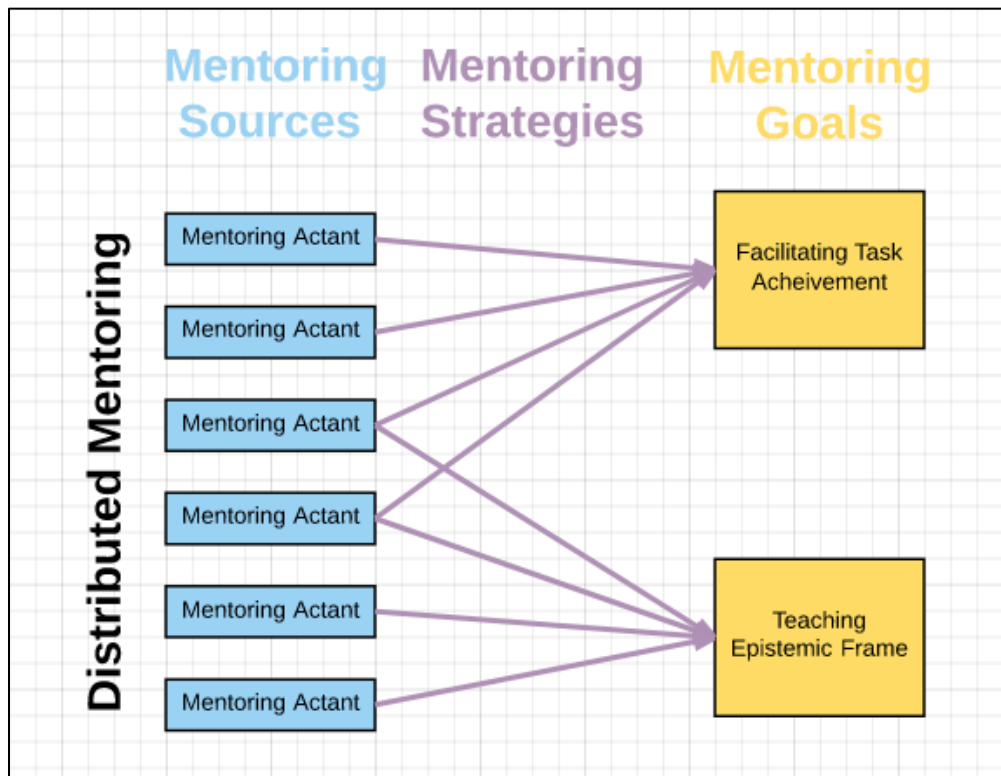 Mentoring
Sources
Mentoring
Strategies
Mentoring
Goals
Distributed Mentoring
Mentoring Actant
Mentoring Actant
Mentoring Actant
Mentoring Actant
Mentoring Actant
Mentoring Actant
Facilitating Task
Acheivement
Teaching
Epistemic Frame